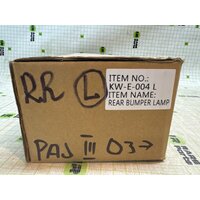 RR L
PAJ III 03→
ITEM NO.:
KW-E-004 L
ITEM NAME:
REAR BUMPER LAMP